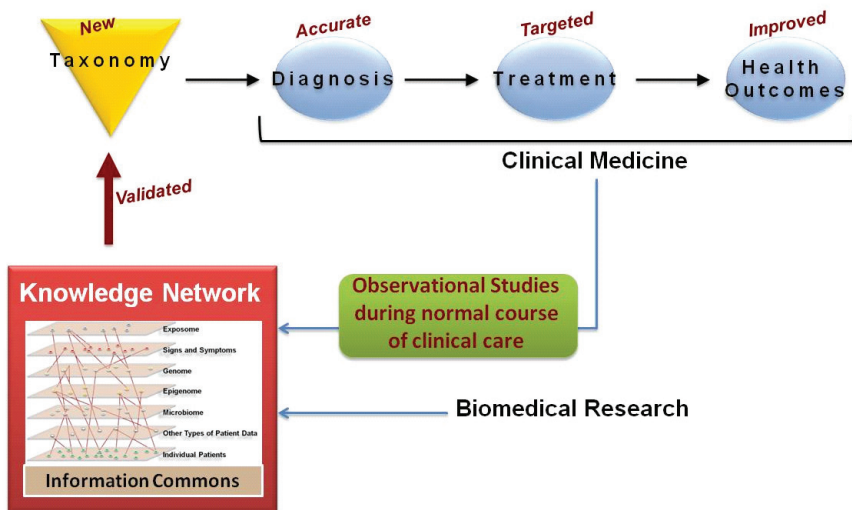 New
Taxonomy
Accurate
Diagnosis
Targeted
Treatment
Improved
Health
Outcomes
Clinical Medicine
Validated
Knowledge Network
Exposome
Signs and Symptoms
Genome
Epigenome
Microbiome
Other Types of Patient Data
Individual Patients
Information Commons
Observational Studies
during normal course
of clinical care
Biomedical Research